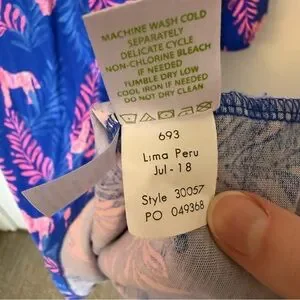 MACHINE WASH COLD
SEPARATELY
DELICATE CYCLE
NON-CHLORINE BLEACH
IF NEEDED
TUMBLE DRY LOW
COOL IRON IF NEEDED
DO NOT DRY CLEAN
693
Lima Peru
Jul - 18
Style 30057
PO 049368